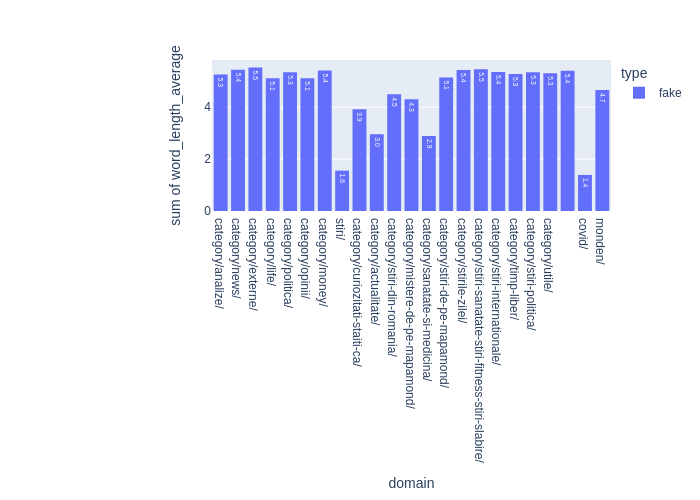 sum of word_length_average
4
2
0
5.3
5.4
5.5
5.1
5.3
5.1
5.4
1.6
3.9
3.0
4.5
4.3
2.9
5.1
5.4
5.5
5.4
5.3
5.3
5.3
5.4
1.4
4.7
category/analize/
category/news/
category/externe/
category/life/
category/politica/
category/opinii/
category/money/
stiri/
category/curiozitati-staiti-ca/
category/actualitate/
category/stiri-din-romania/
category/mistere-de-pe-mapamond/
category/sanatate-si-medicina/
category/stiri-de-pe-mapamond/
category/stirile-zilei/
category/stiri-sanatate-stiri-fitness-stiri-slabire/
category/stiri-internationale/
category/timp-liber/
category/stiri-politica/
category/utile/
covid/
monden/
domain
type
fake